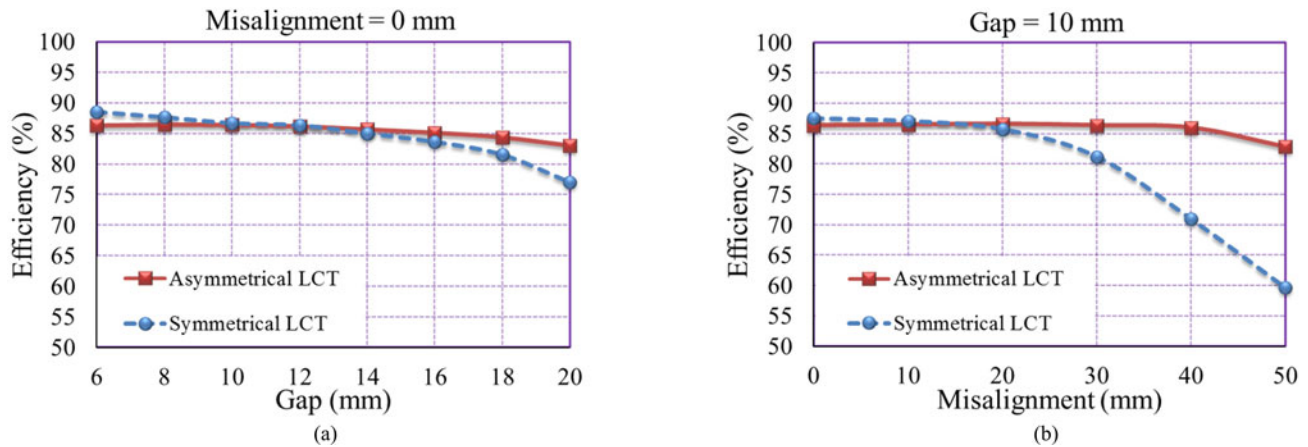 Misalignment = 0 mm
100
95
90
85
80
75
70
65
60
55
50
Efficiency (%)
Asymmetrical LCT
Symmetrical LCT
6 8 10 12 14 16 18 20
Gap (mm)
(a)
Gap = 10 mm
100
95
90
85
80
75
70
65
60
55
50
Efficiency (%)
Asymmetrical LCT
Symmetrical LCT
0 10 20 30 40 50
Misalignment (mm)
(b)